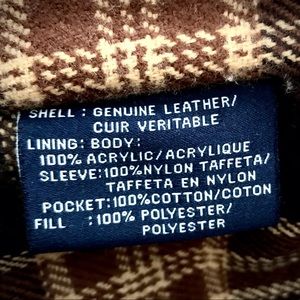 SHELL : GENUINE LEATHER/
CUIR VERITABLE
LINING: BODY:
100% ACRYLIC/ACRYLIQUE
SLEEVE:100%NYLON TAFFETA/
TAFFETA EN NYLON
POCKET:100%COTTON/COTON
FILL : 100% POLYESTER/
POLYESTER